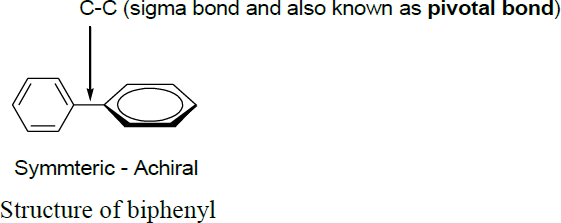 C-C (sigma bond and also known as pivotal bond)
Symmteric - Achiral
Structure of biphenyl